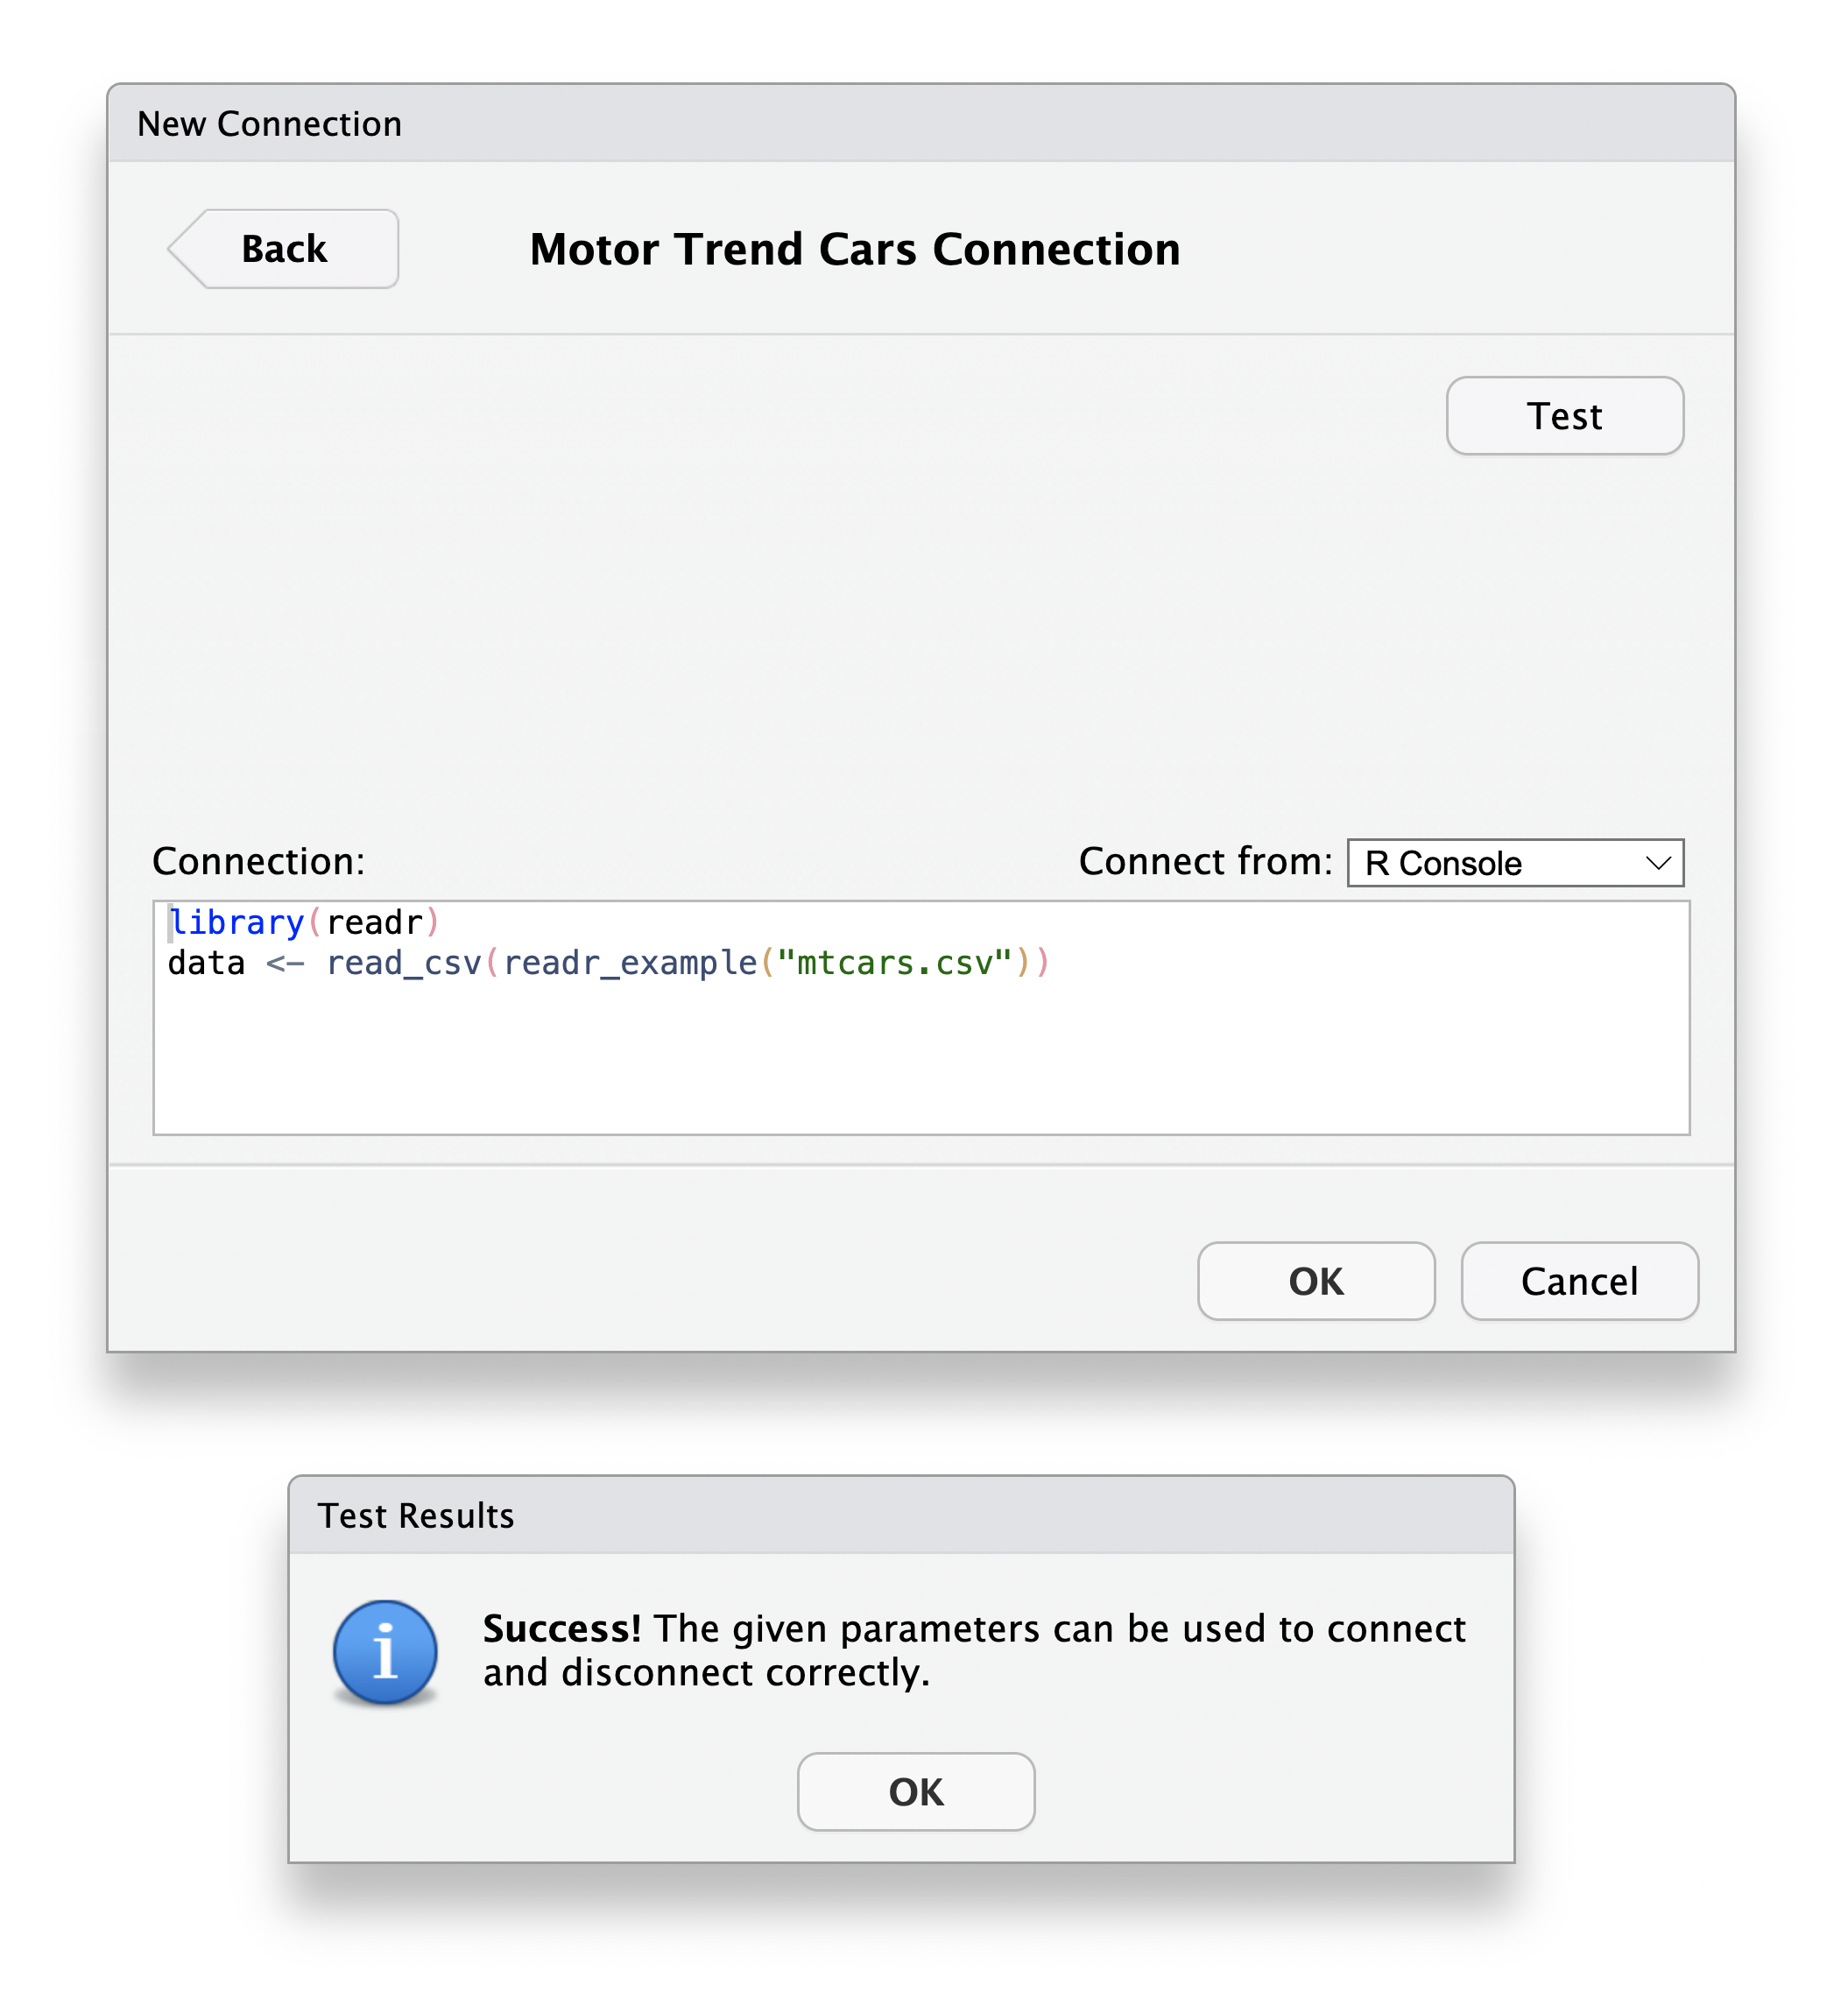 New Connection
Back
Motor Trend Cars Connection
Test
Connection:
Connect from: R Console
library(readr)
data <- read_csv(readr_example("mtcars.csv"))
OK
Cancel
Test Results
Success! The given parameters can be used to connect
and disconnect correctly.
OK